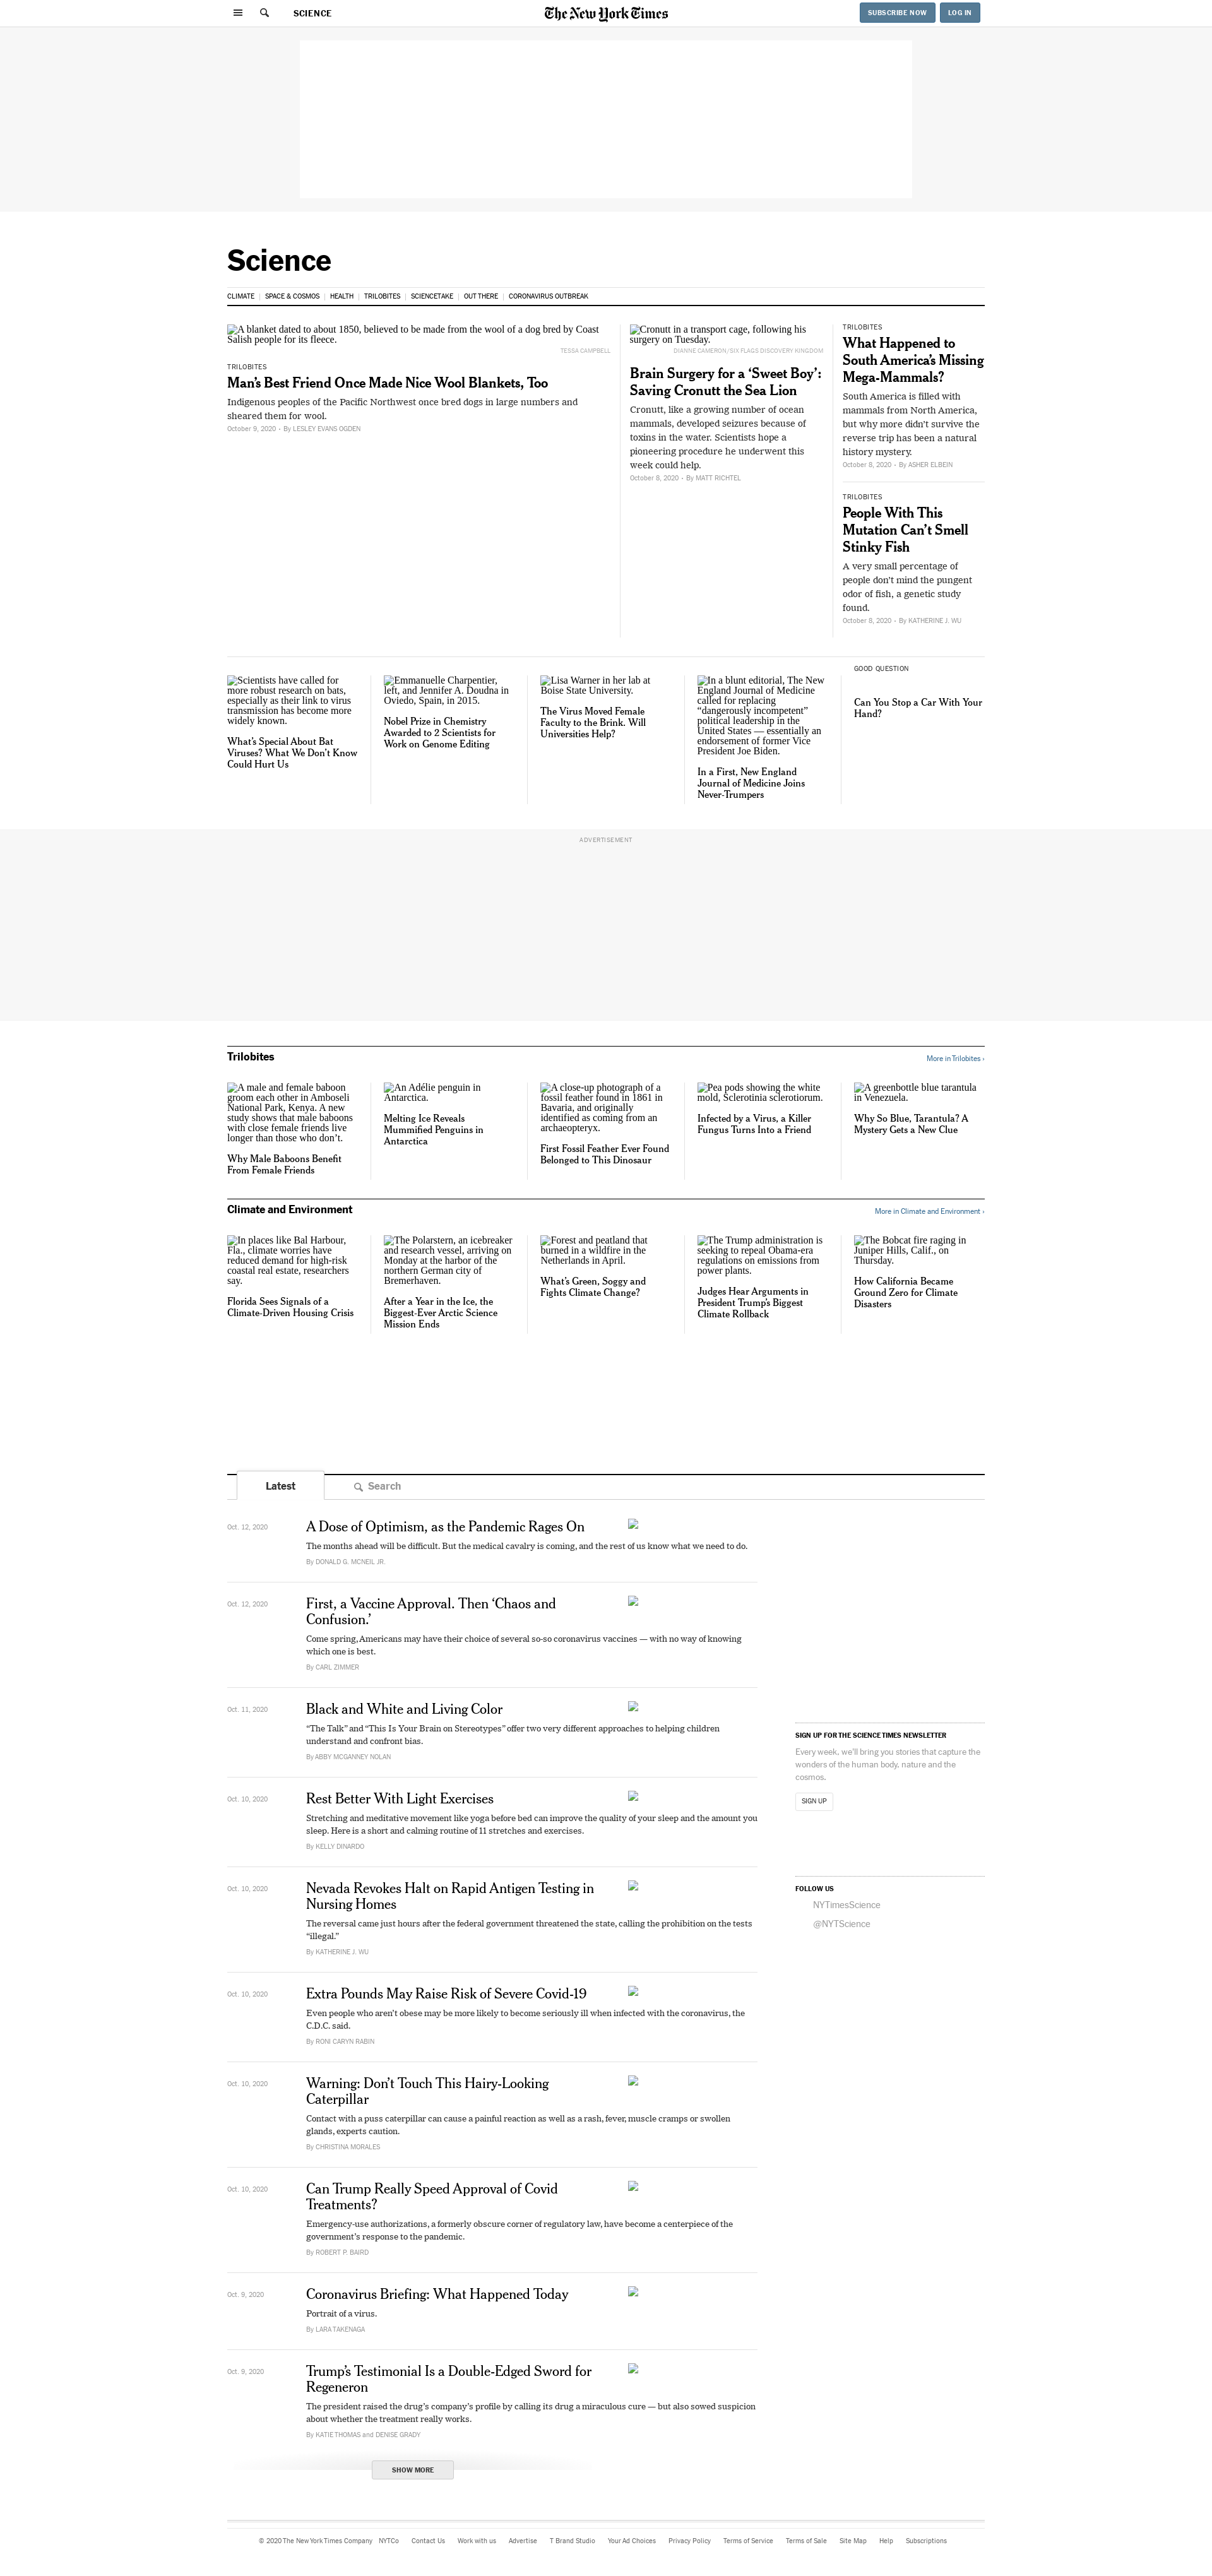 SCIENCE
The New York Times
SUBSCRIBE NOW
LOG IN
Science
CLIMATE
SPACE & COSMOS
HEALTH
TRILOBITES
SCIENCETAKE
OUT THERE
CORONAVIRUS OUTBREAK
A blanket dated to about 1850, believed to be made from the wool of a dog bred by Coast
Salish people for its fleece.
TESSA CAMPBELL
TRILOBITES
Man’s Best Friend Once Made Nice Wool Blankets, Too
Indigenous peoples of the Pacific Northwest once bred dogs in large numbers and
sheared them for wool.
October 9, 2020 - By LESLEY EVANS OGDEN
Cronutt in a transport cage, following his
surgery on Tuesday.
DIANNE CAMERON/SIX FLAGS DISCOVERY KINGDOM
Brain Surgery for a ‘Sweet Boy’:
Saving Cronutt the Sea Lion
Cronutt, like a growing number of ocean
mammals, developed seizures because of
toxins in the water. Scientists hope a
pioneering procedure he underwent this
week could help.
October 8, 2020 - By MATT RICHTEL
TRILOBITES
What Happened to
South America’s Missing
Mega-Mammals?
South America is filled with
mammals from North America,
but why more didn’t survive the
reverse trip has been a natural
history mystery.
October 8, 2020 - By ASHER ELBEIN
TRILOBITES
People With This
Mutation Can’t Smell
Stinky Fish
A very small percentage of
people don’t mind the pungent
odor of fish, a genetic study
found.
October 8, 2020 - By KATHERINE J. WU
Scientists have called for
more robust research on bats,
especially as their link to virus
transmission has become more
widely known.
What’s Special About Bat
Viruses? What We Don’t Know
Could Hurt Us
Emmanuelle Charpentier,
left, and Jennifer A. Doudna in
Oviedo, Spain, in 2015.
Nobel Prize in Chemistry
Awarded to 2 Scientists for
Work on Genome Editing
Lisa Warner in her lab at
Boise State University.
The Virus Moved Female
Faculty to the Brink. Will
Universities Help?
In a blunt editorial, The New
England Journal of Medicine
called for replacing
“dangerously incompetent”
political leadership in the
United States — essentially an
endorsement of former Vice
President Joe Biden.
In a First, New England
Journal of Medicine Joins
Never-Trumpers
GOOD QUESTION
Can You Stop a Car With Your
Hand?
ADVERTISEMENT
Trilobites
More in Trilobites ›
A male and female baboon
groom each other in Amboseli
National Park, Kenya. A new
study shows that male baboons
with close female friends live
longer than those who don’t.
Why Male Baboons Benefit
From Female Friends
An Adélie penguin in
Antarctica.
Melting Ice Reveals
Mummified Penguins in
Antarctica
A close-up photograph of a
fossil feather found in 1861 in
Bavaria, and originally
identified as coming from an
archaeopteryx.
First Fossil Feather Ever Found
Belonged to This Dinosaur
Pea pods showing the white
mold, Sclerotinia sclerotiorum.
Infected by a Virus, a Killer
Fungus Turns Into a Friend
A greenbottle blue tarantula
in Venezuela.
Why So Blue, Tarantula? A
Mystery Gets a New Clue
Climate and Environment
More in Climate and Environment ›
In places like Bal Harbour,
Fla., climate worries have
reduced demand for high-risk
coastal real estate, researchers
say.
Florida Sees Signals of a
Climate-Driven Housing Crisis
The Polarstern, an icebreaker
and research vessel, arriving on
Monday at the harbor of the
northern German city of
Bremerhaven.
After a Year in the Ice, the
Biggest-Ever Arctic Science
Mission Ends
Forest and peatland that
burned in a wildfire in the
Netherlands in April.
What’s Green, Soggy and
Fights Climate Change?
The Trump administration is
seeking to repeal Obama-era
regulations on emissions from
power plants.
Judges Hear Arguments in
President Trump’s Biggest
Climate Rollback
The Bobcat fire raging in
Juniper Hills, Calif., on
Thursday.
How California Became
Ground Zero for Climate
Disasters
Latest
Search
Oct. 12, 2020
A Dose of Optimism, as the Pandemic Rages On
The months ahead will be difficult. But the medical cavalry is coming, and the rest of us know what we need to do.
By DONALD G. MCNEIL JR.
Oct. 12, 2020
First, a Vaccine Approval. Then ‘Chaos and
Confusion.’
Come spring, Americans may have their choice of several so-so coronavirus vaccines — with no way of knowing
which one is best.
By CARL ZIMMER
Oct. 11, 2020
Black and White and Living Color
“The Talk” and “This Is Your Brain on Stereotypes” offer two very different approaches to helping children
understand and confront bias.
By ABBY MCGANNEY NOLAN
Oct. 10, 2020
Rest Better With Light Exercises
Stretching and meditative movement like yoga before bed can improve the quality of your sleep and the amount you
sleep. Here is a short and calming routine of 11 stretches and exercises.
By KELLY DINARDO
Oct. 10, 2020
Nevada Revokes Halt on Rapid Antigen Testing in
Nursing Homes
The reversal came just hours after the federal government threatened the state, calling the prohibition on the tests
“illegal.”
By KATHERINE J. WU
Oct. 10, 2020
Extra Pounds May Raise Risk of Severe Covid-19
Even people who aren’t obese may be more likely to become seriously ill when infected with the coronavirus, the
C.D.C. said.
By RONI CARYN RABIN
Oct. 10, 2020
Warning: Don’t Touch This Hairy-Looking
Caterpillar
Contact with a puss caterpillar can cause a painful reaction as well as a rash, fever, muscle cramps or swollen
glands, experts caution.
By CHRISTINA MORALES
Oct. 10, 2020
Can Trump Really Speed Approval of Covid
Treatments?
Emergency-use authorizations, a formerly obscure corner of regulatory law, have become a centerpiece of the
government’s response to the pandemic.
By ROBERT P. BAIRD
Oct. 9, 2020
Coronavirus Briefing: What Happened Today
Portrait of a virus.
By LARA TAKENAGA
Oct. 9, 2020
Trump’s Testimonial Is a Double-Edged Sword for
Regeneron
The president raised the drug’s company’s profile by calling its drug a miraculous cure — but also sowed suspicion
about whether the treatment really works.
By KATIE THOMAS and DENISE GRADY
SHOW MORE
SIGN UP FOR THE SCIENCE TIMES NEWSLETTER
Every week, we’ll bring you stories that capture the
wonders of the human body, nature and the
cosmos.
SIGN UP
FOLLOW US
NYTimesScience
@NYTScience
© 2020 The New York Times Company
NYTCo
Contact Us
Work with us
Advertise
T Brand Studio
Your Ad Choices
Privacy Policy
Terms of Service
Terms of Sale
Site Map
Help
Subscriptions